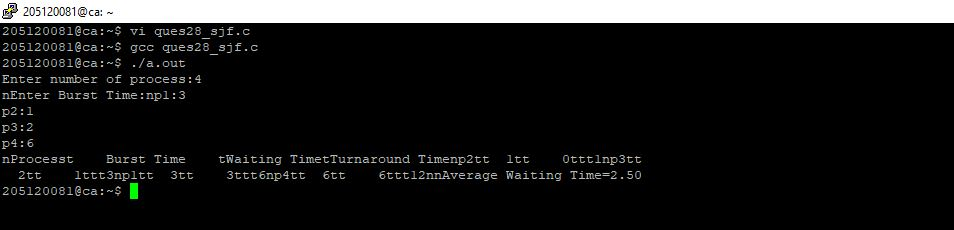 205120081@ca: ~
205120081@ca:~$ vi ques28_sjf.c
205120081@ca:~$ gcc ques28_sjf.c
205120081@ca:~$ ./a.out
Enter number of process:4
nEnter Burst Time:np1:3
p2:1
p3:2
p4:6
nProcesst    Burst Time    tWaiting TimetTurnaround Timenp2tt  1tt    0ttt1np3tt
  2tt    1ttt3np1tt  3tt    3ttt6np4tt  6tt    6ttt12nnAverage Waiting Time=2.50
205120081@ca:~$